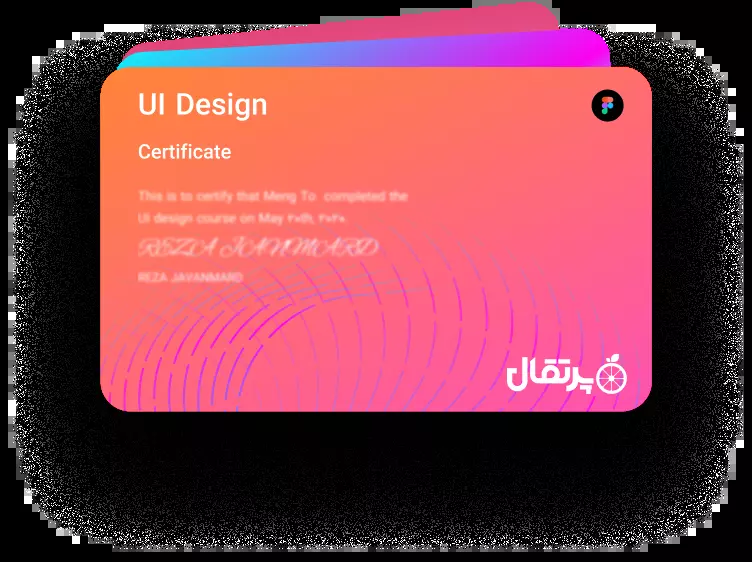 UI Design
Certificate
This is to certify that Meng To completed the
UI design course on May ۲۰th, ۲۰۲۰.
REZA JAVANMARD
REZA JAVANMARD
پرتقال